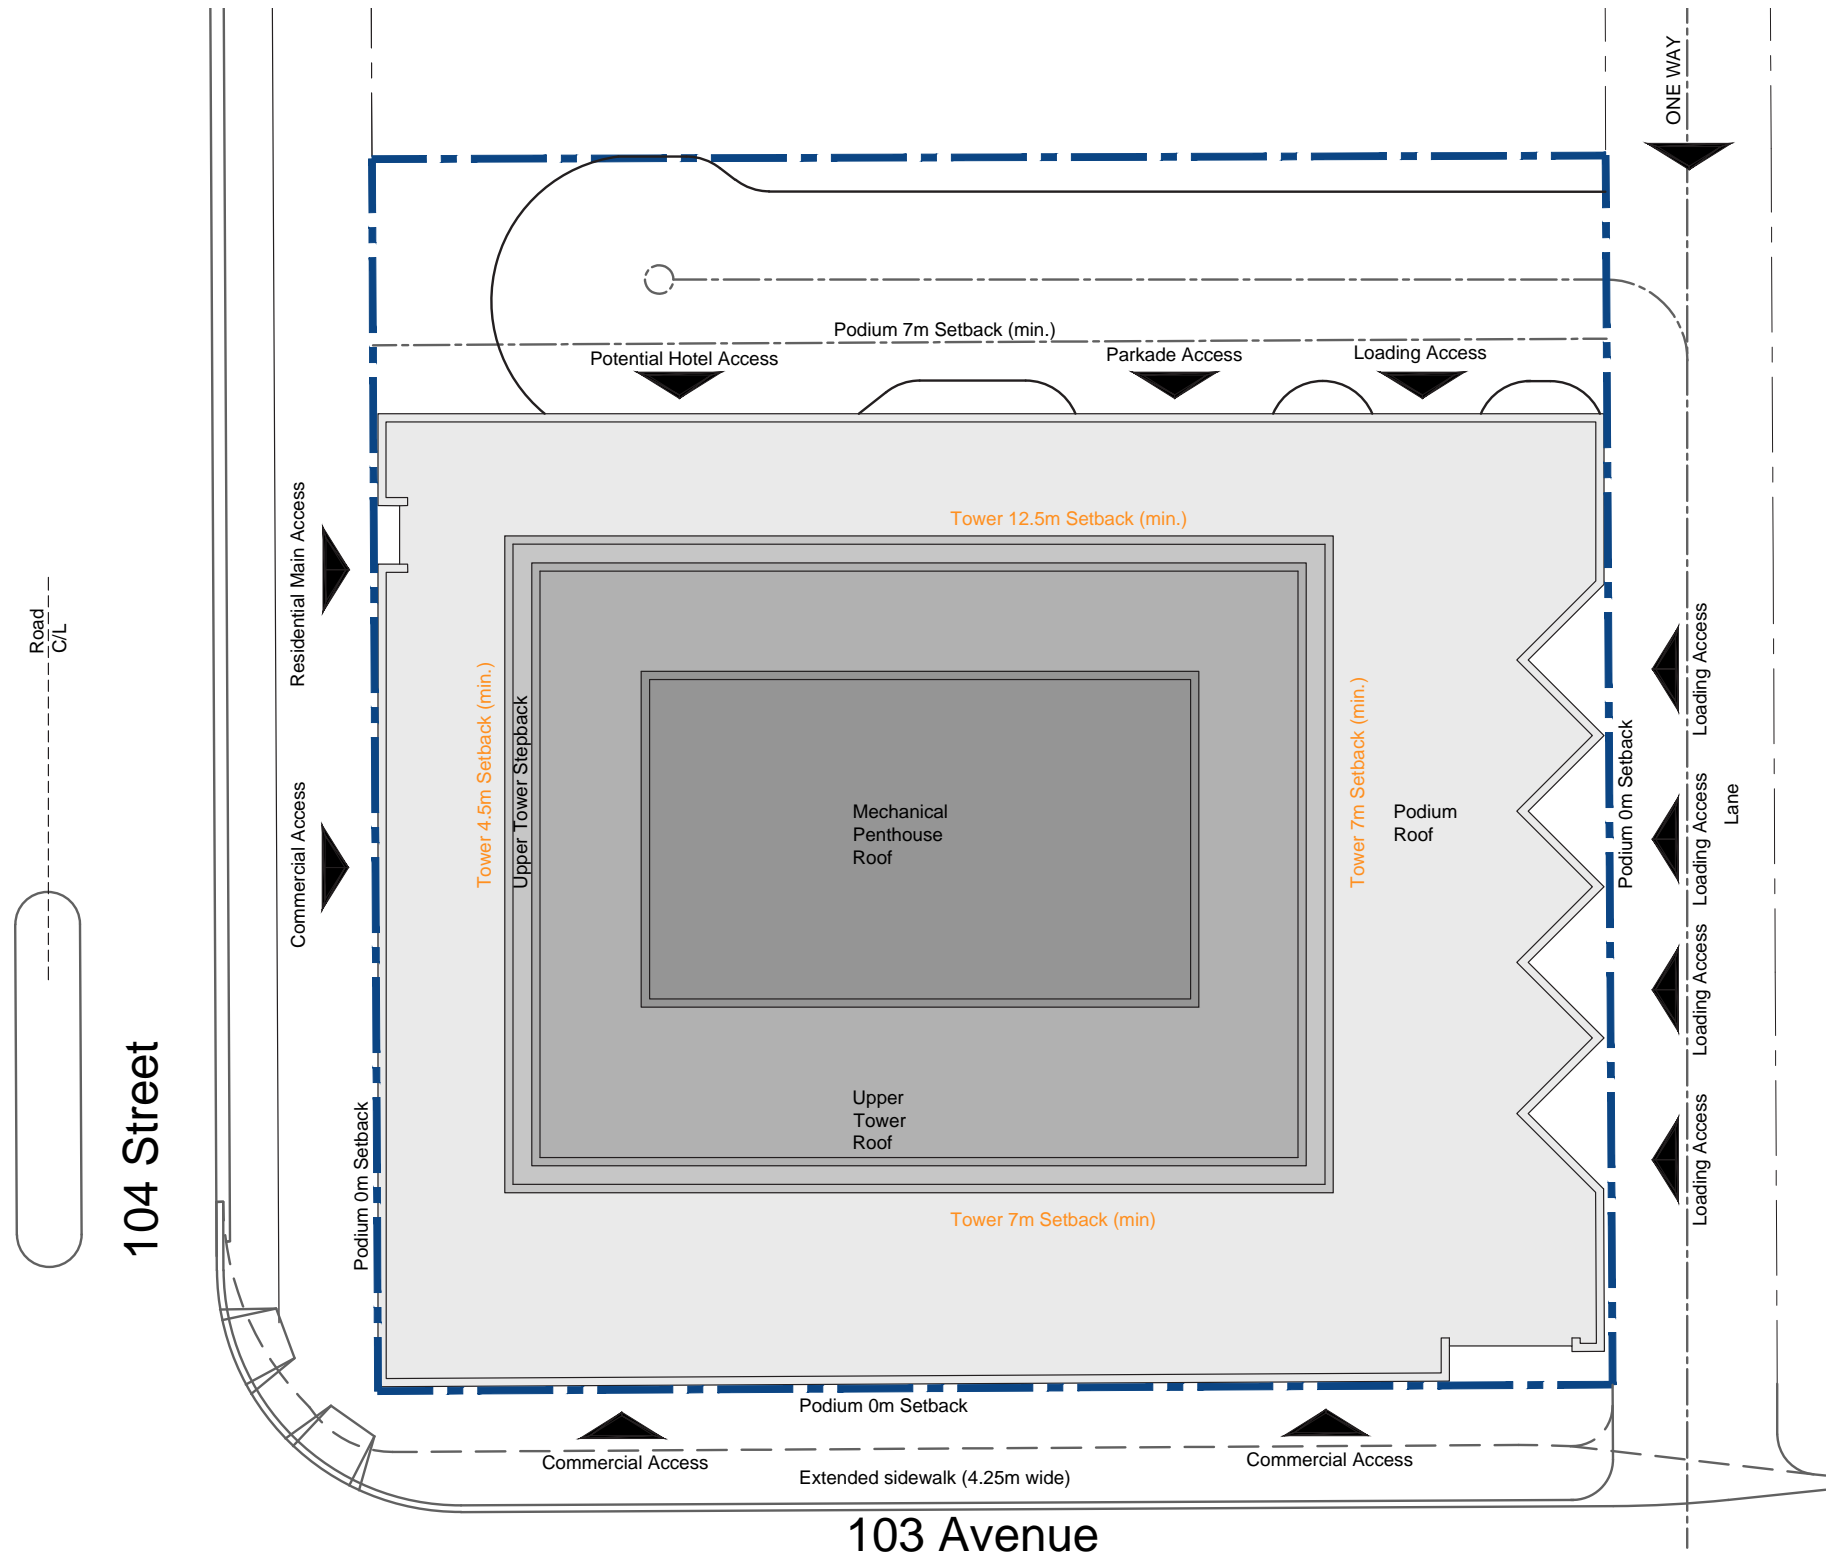 ONE WAY
Podium 7m Setback (min.)
Potential Hotel Access
Parkade Access
Loading Access
Residential Main Access
Tower 12.5m Setback (min.)
Road
C/L
Loading Access
Tower 4.5m Setback (min.)
Upper Tower Stepback
Tower 7m Setback (min.)
Podium 0m Setback
Commercial Access
Mechanical
Penthouse
Roof
Podium
Roof
Loading Access
Lane
Loading Access
104 Street
Podium 0m Setback
Upper
Tower
Roof
Loading Access
Tower 7m Setback (min)
Podium 0m Setback
Commercial Access
Commercial Access
Extended sidewalk (4.25m wide)
103 Avenue